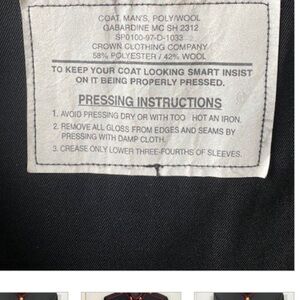 COAT, MAN'S, POLY/WOOL
GABARDINE MC SH 2312
SP0100-97-D-1033
CROWN CLOTHING COMPANY
58% POLYESTER / 42% WOOL
TO KEEP YOUR COAT LOOKING SMART INSIST
ON IT BEING PROPERLY PRESSED.
PRESSING INSTRUCTIONS
1. AVOID PRESSING DRY OR WITH TOO HOT AN IRON.
2. REMOVE ALL GLOSS FROM EDGES AND SEAMS BY
PRESSING WITH DAMP CLOTH.
3. CREASE ONLY LOWER THREE-FOURTHS OF SLEEVES.